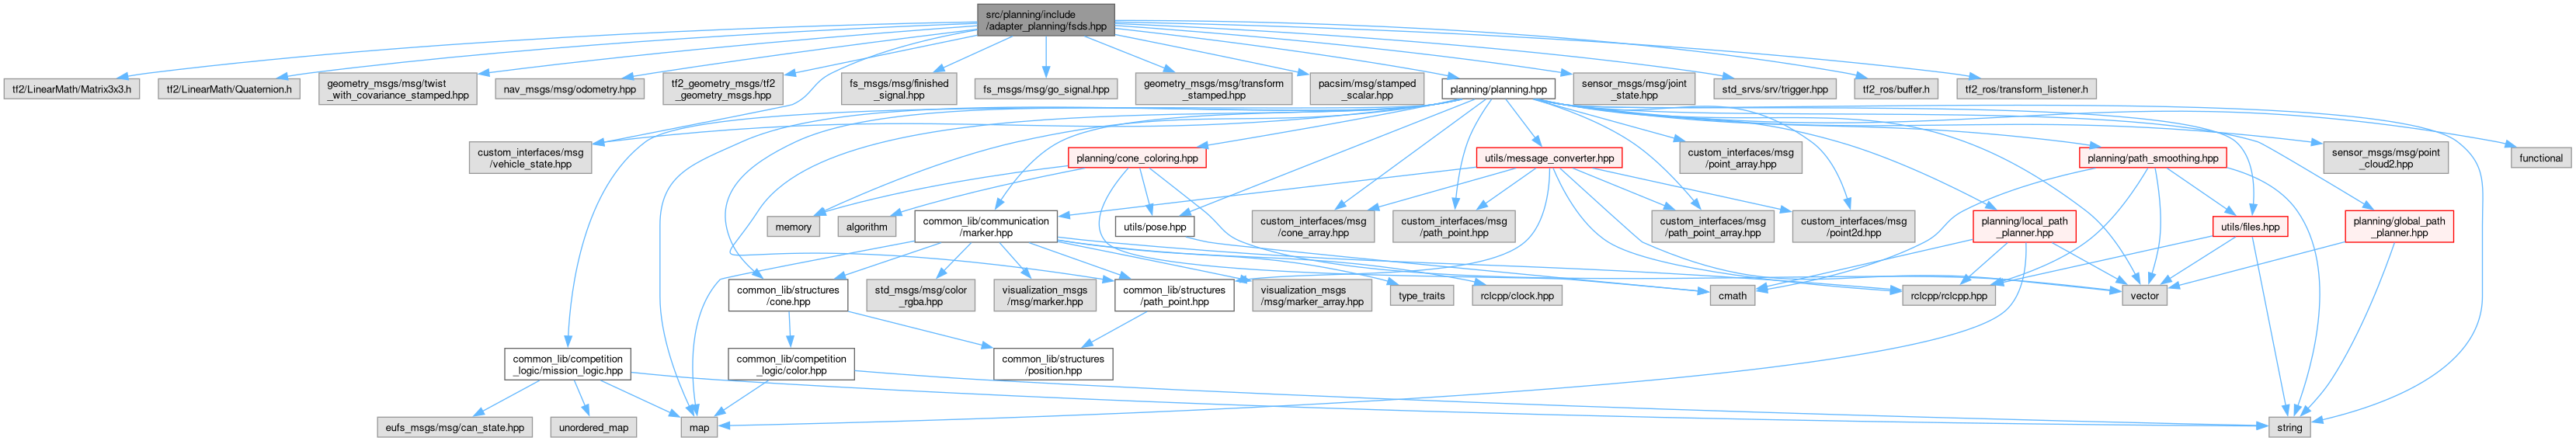 src/planning/include
/adapter_planning/fsds.hpp
tf2/LinearMath/Matrix3x3.h
tf2/LinearMath/Quaternion.h
geometry_msgs/msg/twist
_with_covariance_stamped.hpp
nav_msgs/msg/odometry.hpp
tf2_geometry_msgs/tf2
_geometry_msgs.hpp
fs_msgs/msg/finished
_signal.hpp
fs_msgs/msg/go_signal.hpp
geometry_msgs/msg/transform
_stamped.hpp
pacsim/msg/stamped
_scalar.hpp
planning/planning.hpp
sensor_msgs/msg/joint
_state.hpp
std_srvs/srv/trigger.hpp
tf2_ros/buffer.h
tf2_ros/transform_listener.h
custom_interfaces/msg
/vehicle_state.hpp
planning/cone_coloring.hpp
utils/message_converter.hpp
custom_interfaces/msg
/point_array.hpp
planning/path_smoothing.hpp
sensor_msgs/msg/point
_cloud2.hpp
functional
memory
algorithm
common_lib/communication
/marker.hpp
utils/pose.hpp
custom_interfaces/msg
/cone_array.hpp
custom_interfaces/msg
/path_point.hpp
custom_interfaces/msg
/path_point_array.hpp
custom_interfaces/msg
/point2d.hpp
planning/local_path
_planner.hpp
utils/files.hpp
planning/global_path
_planner.hpp
common_lib/structures
/cone.hpp
std_msgs/msg/color
_rgba.hpp
visualization_msgs
/msg/marker.hpp
common_lib/structures
/path_point.hpp
visualization_msgs
/msg/marker_array.hpp
type_traits
rclcpp/clock.hpp
cmath
rclcpp/rclcpp.hpp
vector
common_lib/competition
_logic/mission_logic.hpp
common_lib/competition
_logic/color.hpp
common_lib/structures
/position.hpp
eufs_msgs/msg/can_state.hpp
unordered_map
map
string